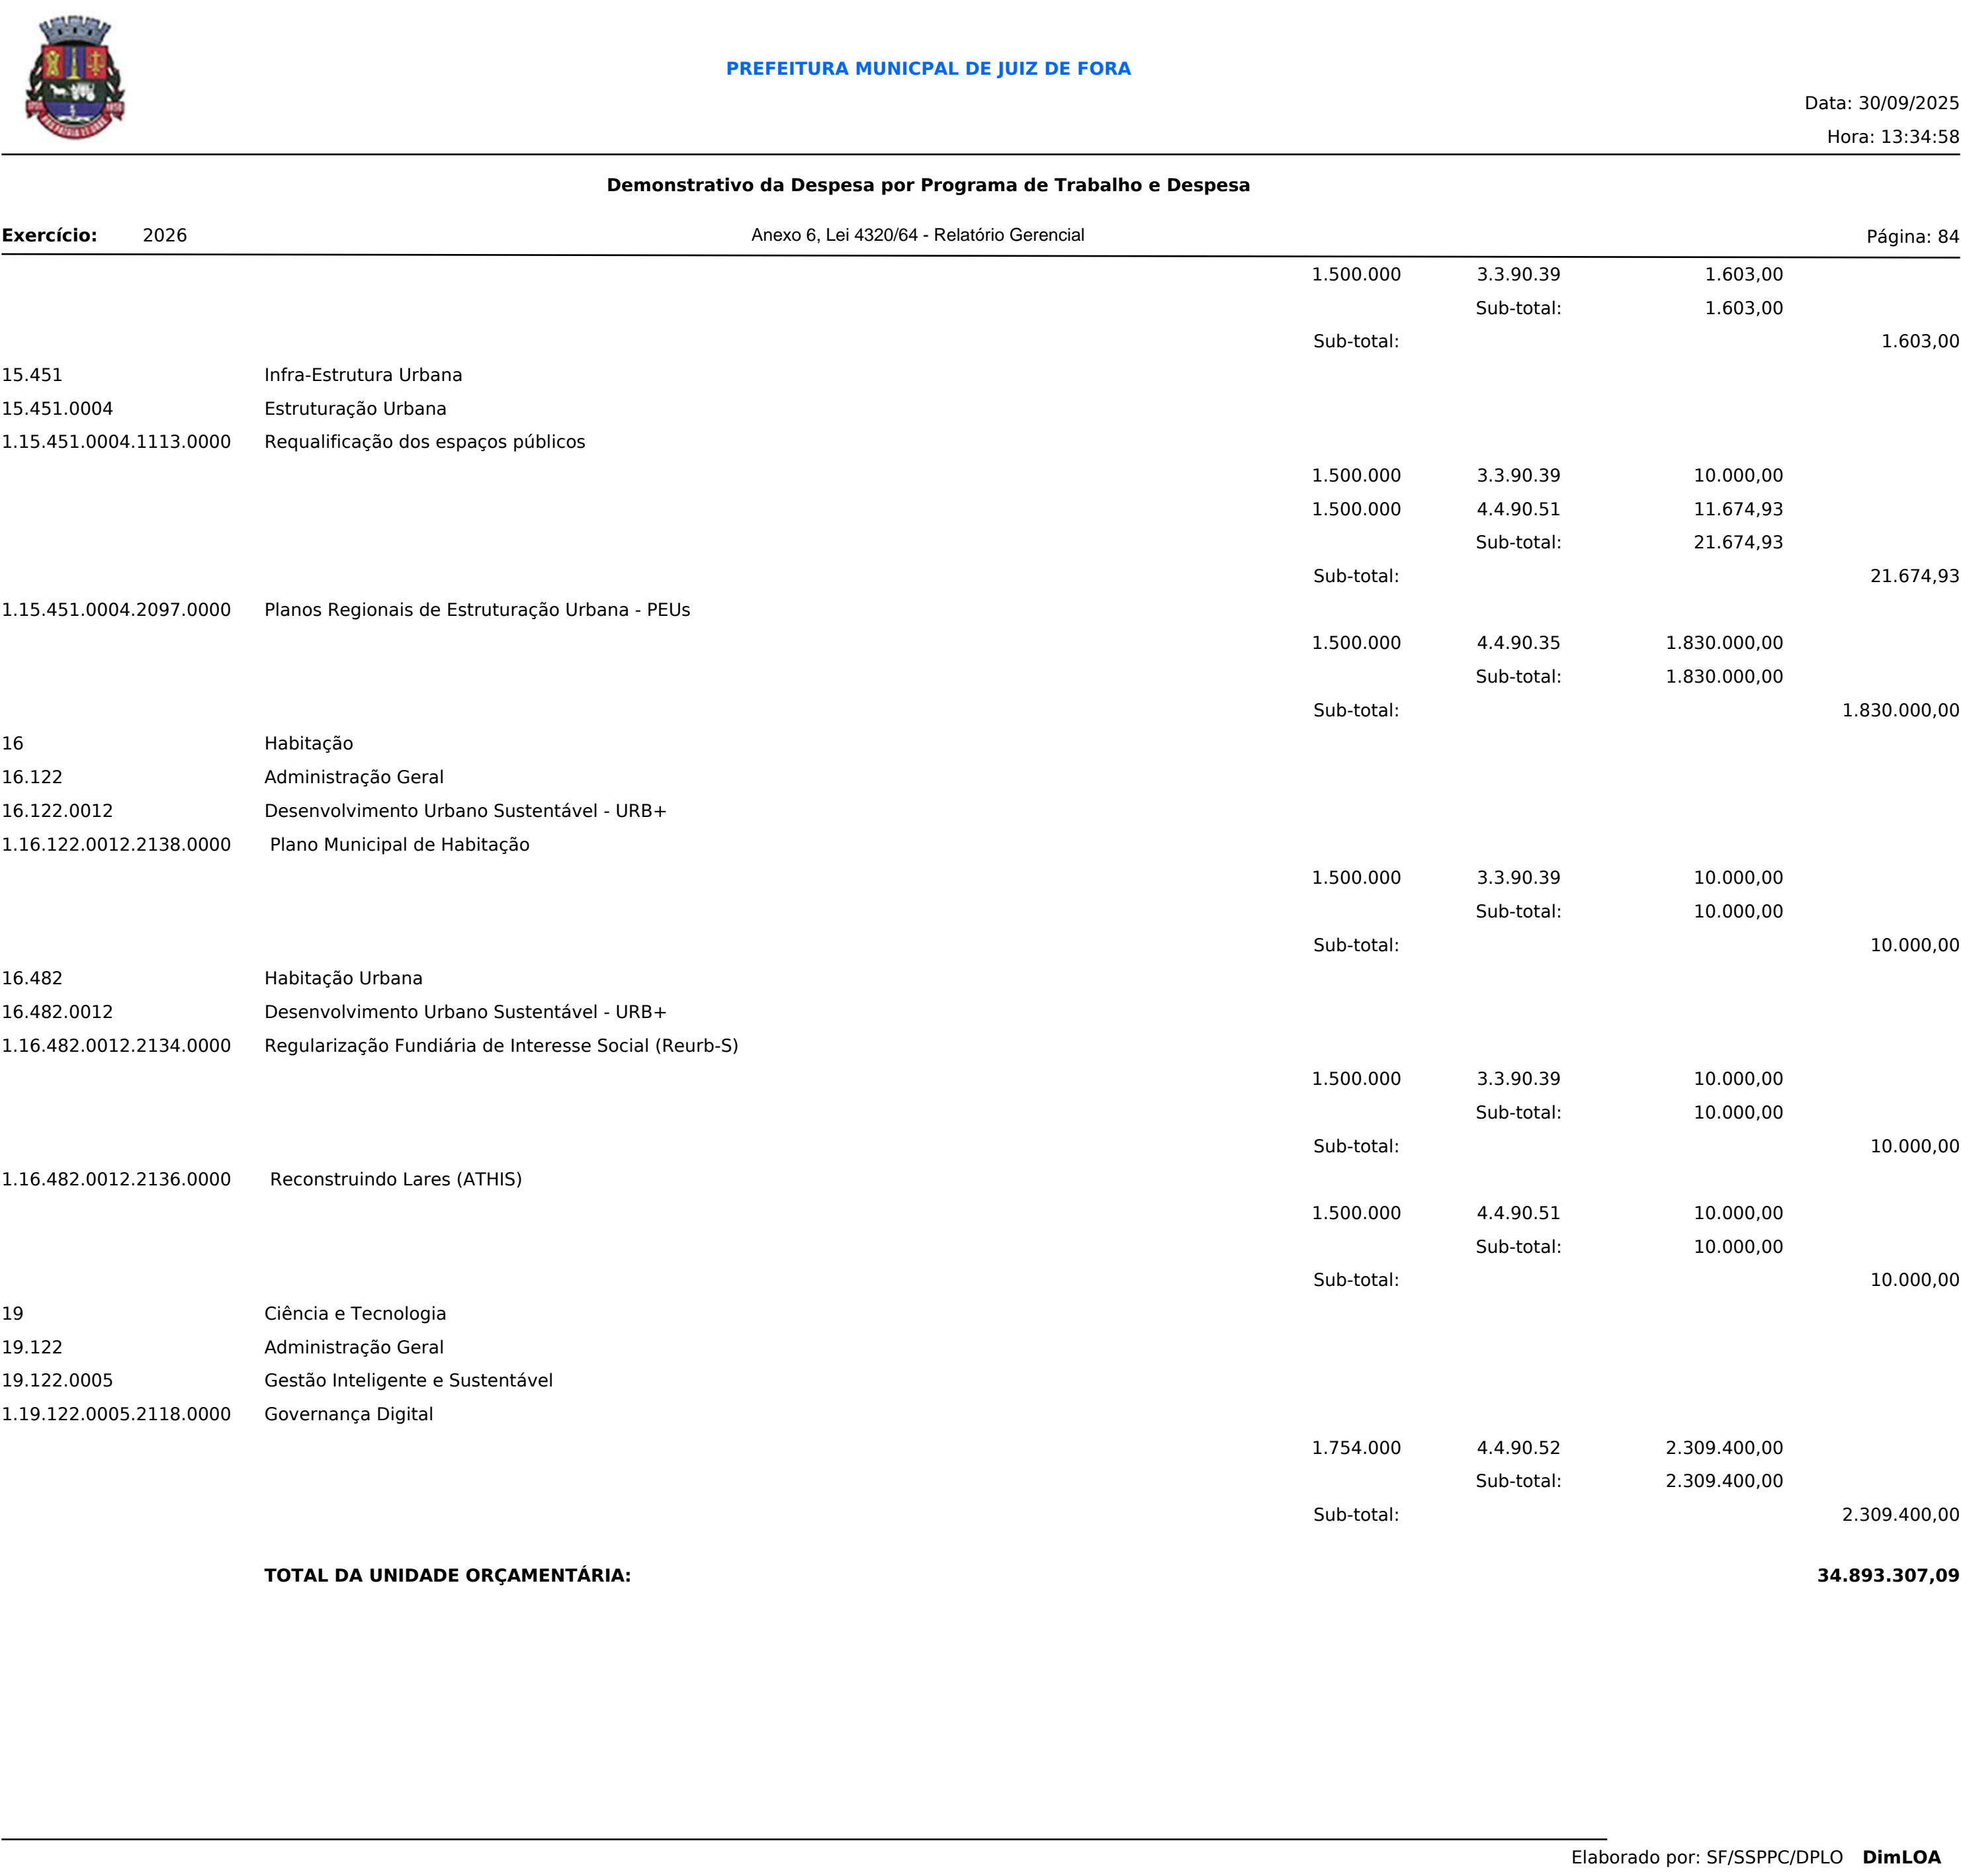 PREFEITURA MUNICPAL DE JUIZ DE FORA
Data: 30/09/2025
Hora: 13:34:58
Demonstrativo da Despesa por Programa de Trabalho e Despesa
Exercício: 2026 Anexo 6, Lei 4320/64 - Relatório Gerencial Página: 84
1.500.000 3.3.90.39 1.603,00
Sub-total: 1.603,00
Sub-total: 1.603,00
15.451 Infra-Estrutura Urbana
15.451.0004 Estruturação Urbana
1.15.451.0004.1113.0000 Requalificação dos espaços públicos
1.500.000 3.3.90.39 10.000,00
1.500.000 4.4.90.51 11.674,93
Sub-total: 21.674,93
Sub-total: 21.674,93
1.15.451.0004.2097.0000 Planos Regionais de Estruturação Urbana - PEUs
1.500.000 4.4.90.35 1.830.000,00
Sub-total: 1.830.000,00
Sub-total: 1.830.000,00
16 Habitação
16.122 Administração Geral
16.122.0012 Desenvolvimento Urbano Sustentável - URB+
1.16.122.0012.2138.0000 Plano Municipal de Habitação
1.500.000 3.3.90.39 10.000,00
Sub-total: 10.000,00
Sub-total: 10.000,00
16.482 Habitação Urbana
16.482.0012 Desenvolvimento Urbano Sustentável - URB+
1.16.482.0012.2134.0000 Regularização Fundiária de Interesse Social (Reurb-S)
1.500.000 3.3.90.39 10.000,00
Sub-total: 10.000,00
Sub-total: 10.000,00
1.16.482.0012.2136.0000 Reconstruindo Lares (ATHIS)
1.500.000 4.4.90.51 10.000,00
Sub-total: 10.000,00
Sub-total: 10.000,00
19 Ciência e Tecnologia
19.122 Administração Geral
19.122.0005 Gestão Inteligente e Sustentável
1.19.122.0005.2118.0000 Governança Digital
1.754.000 4.4.90.52 2.309.400,00
Sub-total: 2.309.400,00
Sub-total: 2.309.400,00
TOTAL DA UNIDADE ORÇAMENTÁRIA: 34.893.307,09
Elaborado por: SF/SSPPC/DPLO DimLOA